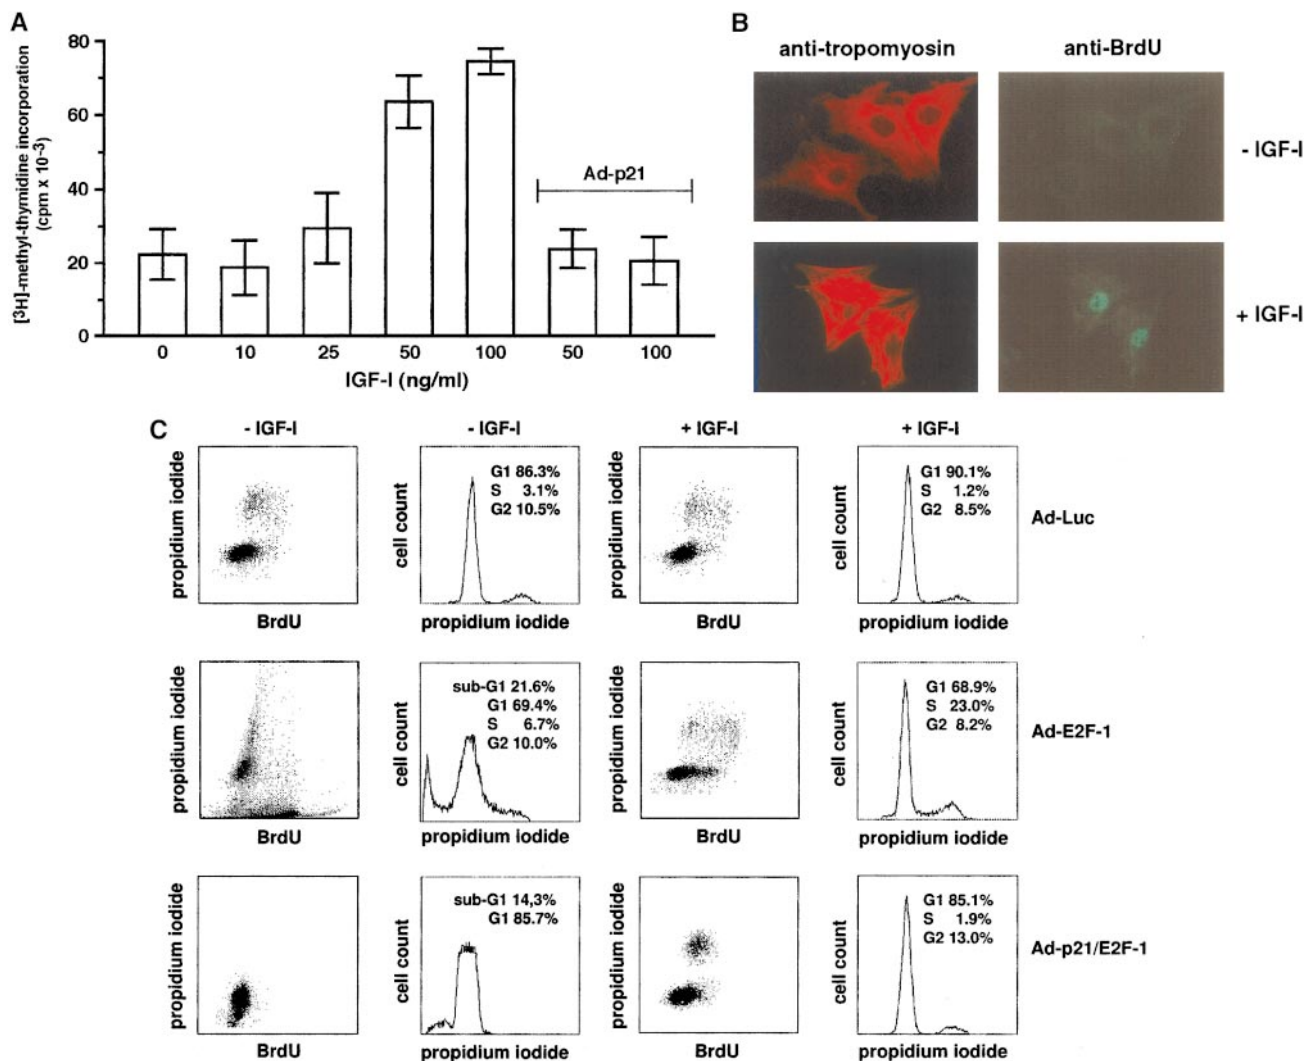 A
[3H]-methyl-thymidine incorporation
(cpm x 10-3)
80
60
40
20
0
Ad-p21
0 10 25 50 100 50 100
IGF-I (ng/ml)
B
anti-tropomyosin anti-BrdU
- IGF-I
+ IGF-I
C
- IGF-I - IGF-I + IGF-I + IGF-I
propidium iodide
BrdU
cell count
G1 86.3%
S 3.1%
G2 10.5%
propidium iodide
propidium iodide
BrdU
cell count
G1 90.1%
S 1.2%
G2 8.5%
propidium iodide
Ad-Luc
propidium iodide
BrdU
cell count
sub-G1 21.6%
G1 69.4%
S 6.7%
G2 10.0%
propidium iodide
propidium iodide
BrdU
cell count
G1 68.9%
S 23.0%
G2 8.2%
propidium iodide
Ad-E2F-1
propidium iodide
BrdU
cell count
sub-G1 14,3%
G1 85.7%
propidium iodide
propidium iodide
BrdU
cell count
G1 85.1%
S 1.9%
G2 13.0%
propidium iodide
Ad-p21/E2F-1